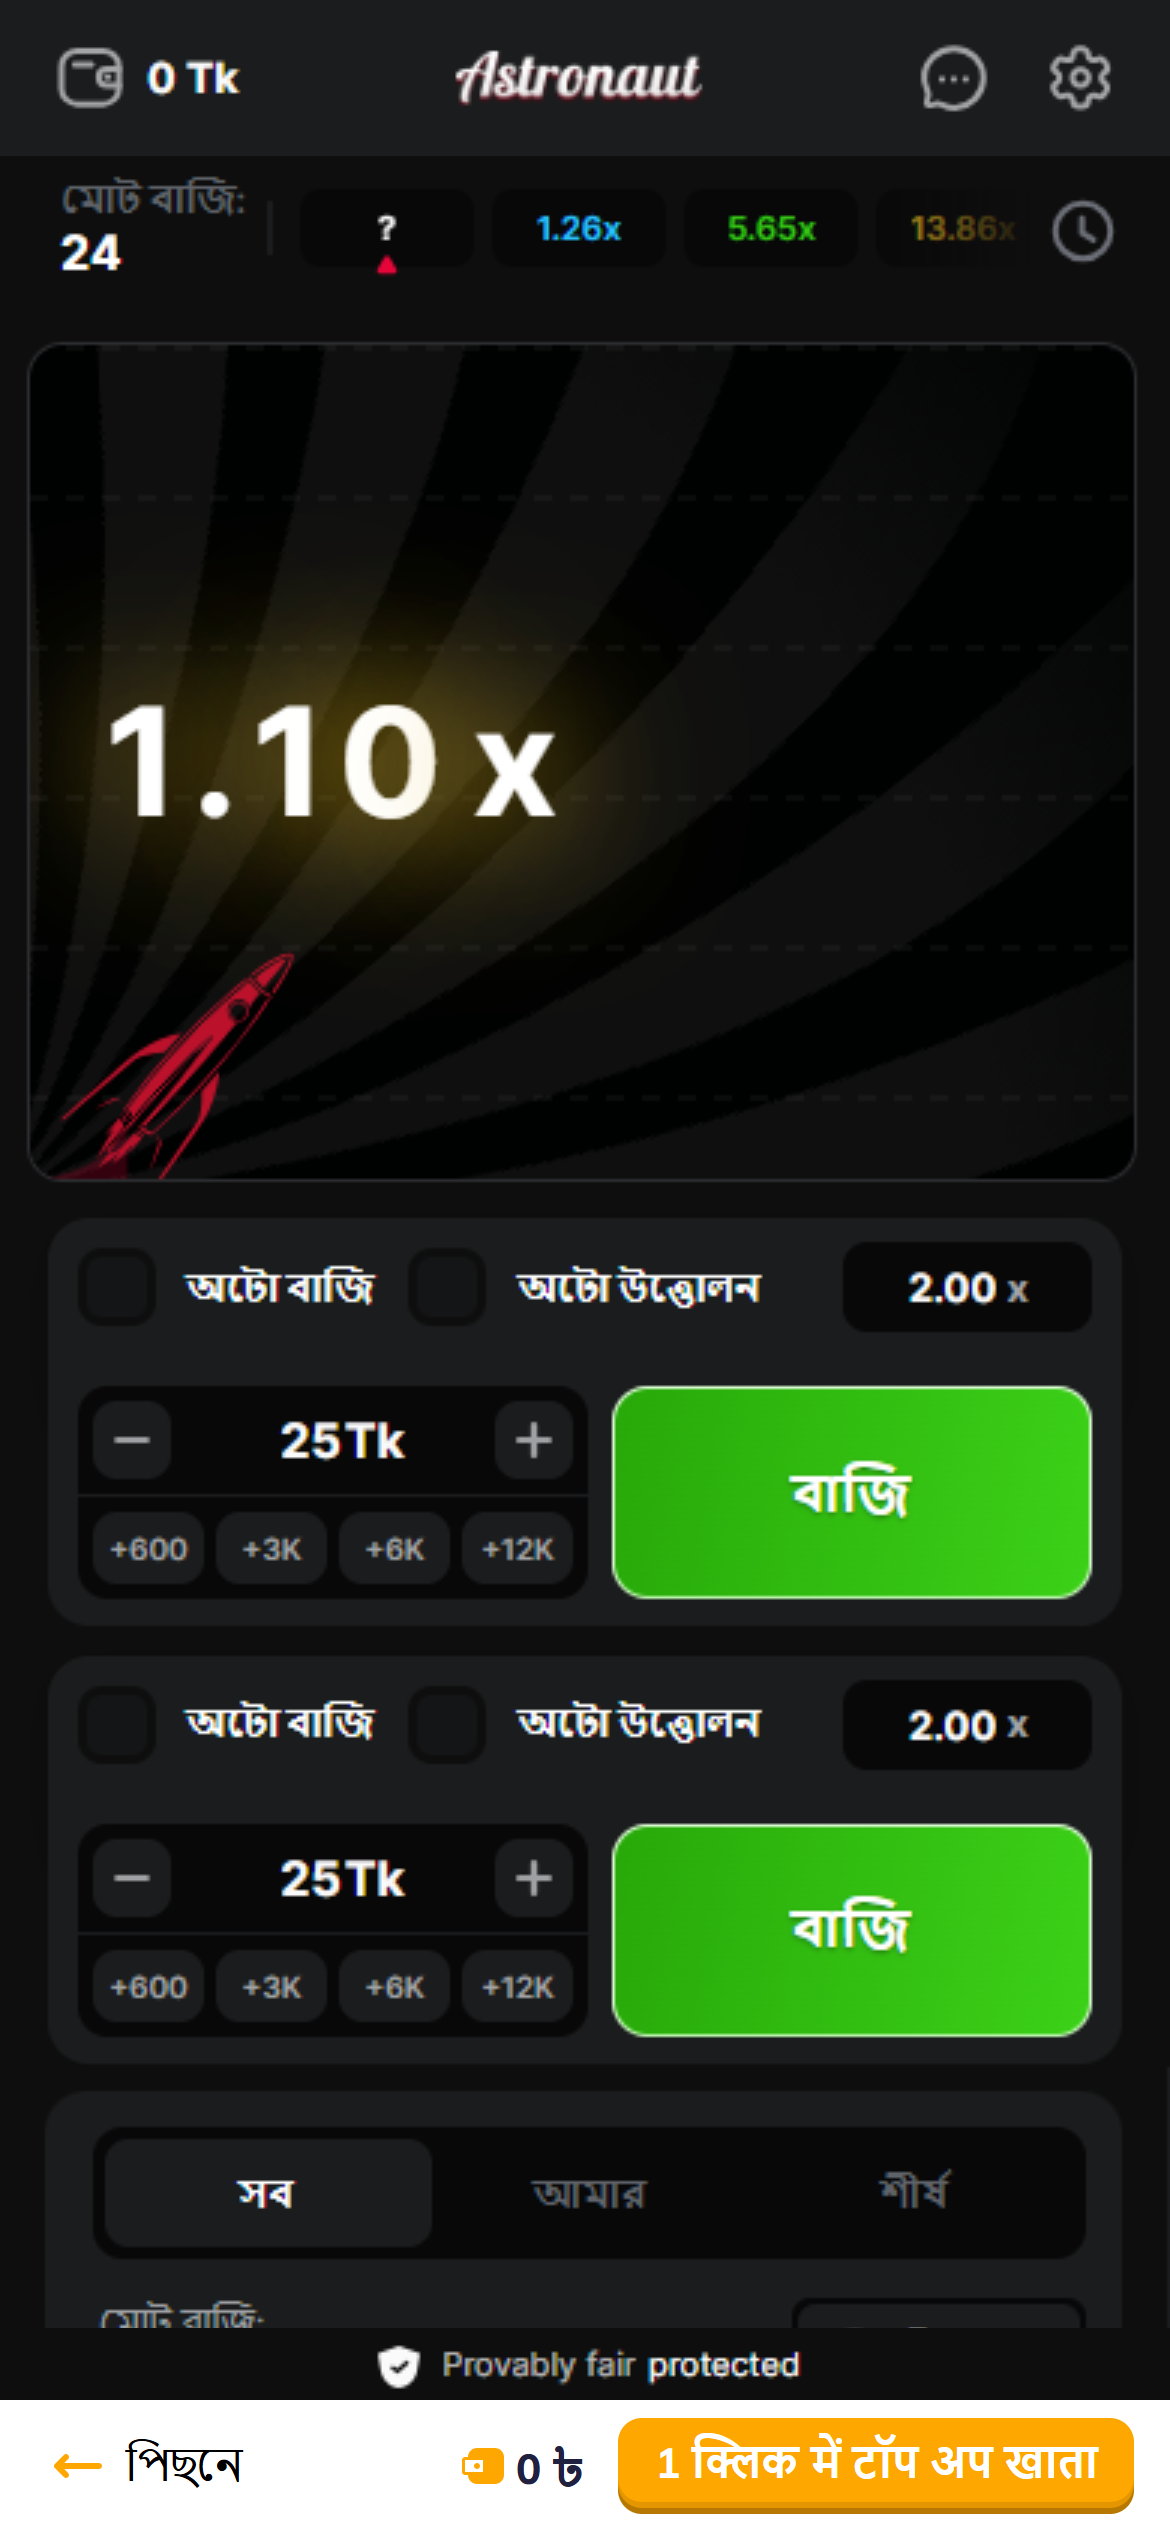 0 Tk
Astronaut
মোট বাজি:
24
?
1.26x
5.65x
13.86x
1.10 x
অটো বাজি
অটো উত্তোলন
2.00 x
25Tk
+600
+3K
+6K
+12K
বাজি
অটো বাজি
অটো উত্তোলন
2.00 x
25Tk
+600
+3K
+6K
+12K
বাজি
সব
আমার
শীর্ষ
মোট বাজি:
Provably fair protected
পিছনে
0 ৳
1 क्लिक में टॉप अप खाता